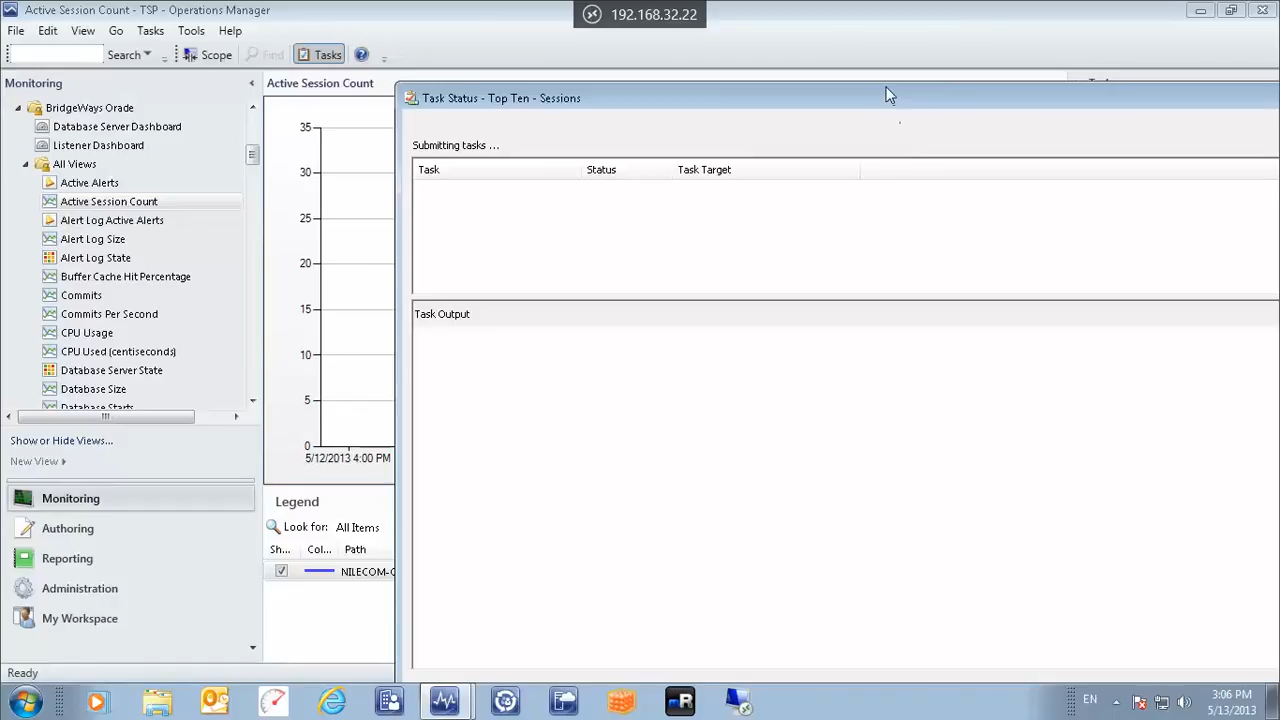 Active Session Count - TSP - Operations Manager
192.168.32.22
File Edit View Go Tasks Tools Help
Search Scope Find Tasks
Monitoring
Active Session Count
BridgeWays Oracle
Database Server Dashboard
Listener Dashboard
All Views
Active Alerts
Active Session Count
Alert Log Active Alerts
Alert Log Size
Alert Log State
Buffer Cache Hit Percentage
Commits
Commits Per Second
CPU Usage
CPU Used (centiseconds)
Database Server State
Database Size
Database Starts
Show or Hide Views...
New View
Monitoring
Authoring
Reporting
Administration
My Workspace
35
30
25
20
15
10
5
0
5/12/2013 4:00 PM
Legend
Look for: All Items
Sh... Col... Path
NILECOM-
Task Status - Top Ten - Sessions
Submitting tasks ...
Task Status Task Target
Task Output
Ready
EN
3:06 PM
5/13/2013